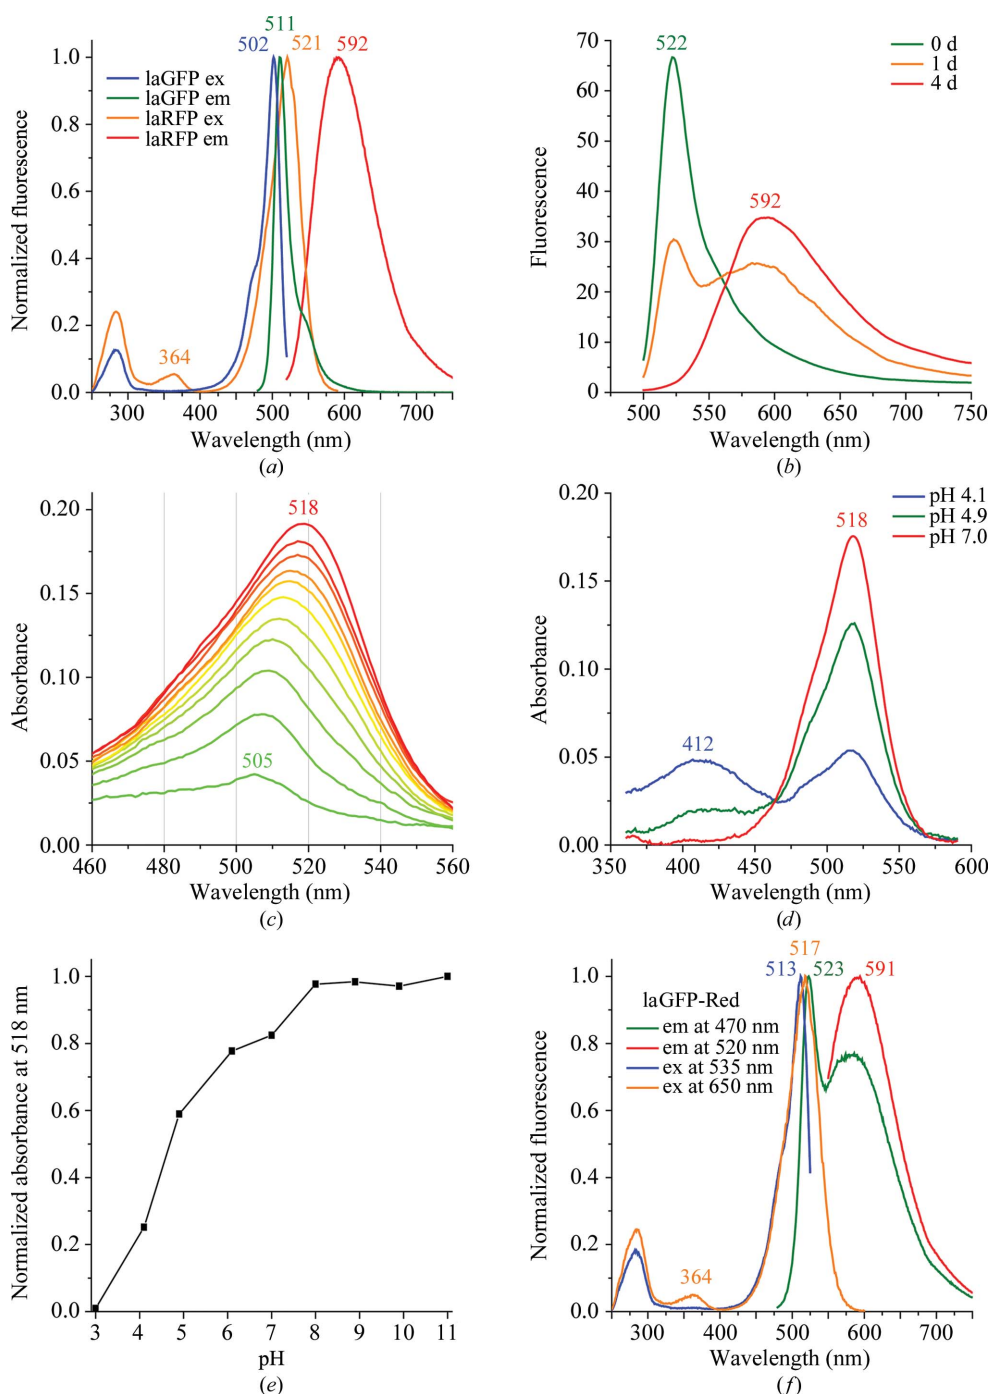 511
502 521 592
1.0
0.8
0.6
0.4
0.2
0.0
Normalized fluorescence
laGFP ex
laGFP em
laRFP ex
laRFP em
364
300 400 500 600 700
Wavelength (nm)
(a)
70
60
50
40
30
20
10
0
Fluorescence
522
592
0 d
1 d
4 d
500 550 600 650 700 750
Wavelength (nm)
(b)
0.20
0.15
0.10
0.05
0.00
Absorbance
518
505
460 480 500 520 540 560
Wavelength (nm)
(c)
0.20
0.15
0.10
0.05
0.00
Absorbance
pH 4.1
pH 4.9
pH 7.0
518
412
350 400 450 500 550 600
Wavelength (nm)
(d)
1.0
0.8
0.6
0.4
0.2
0.0
Normalized absorbance at 518 nm
3 4 5 6 7 8 9 10 11
pH
(e)
517
513 523 591
1.0
0.8
0.6
0.4
0.2
0.0
Normalized fluorescence
laGFP-Red
em at 470 nm
em at 520 nm
ex at 535 nm
ex at 650 nm
364
300 400 500 600 700
Wavelength (nm)
(f)